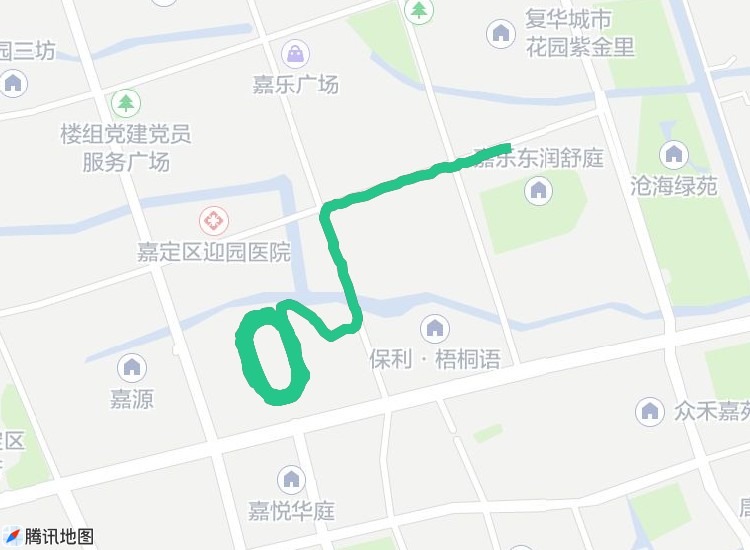 复华城市
花园紫金里
园三坊
嘉乐广场
楼组党建党员
服务广场
嘉乐东润舒庭
沧海绿苑
嘉定区迎园医院
保利·梧桐语
嘉源
众禾嘉苑
定区
嘉悦华庭
腾讯地图